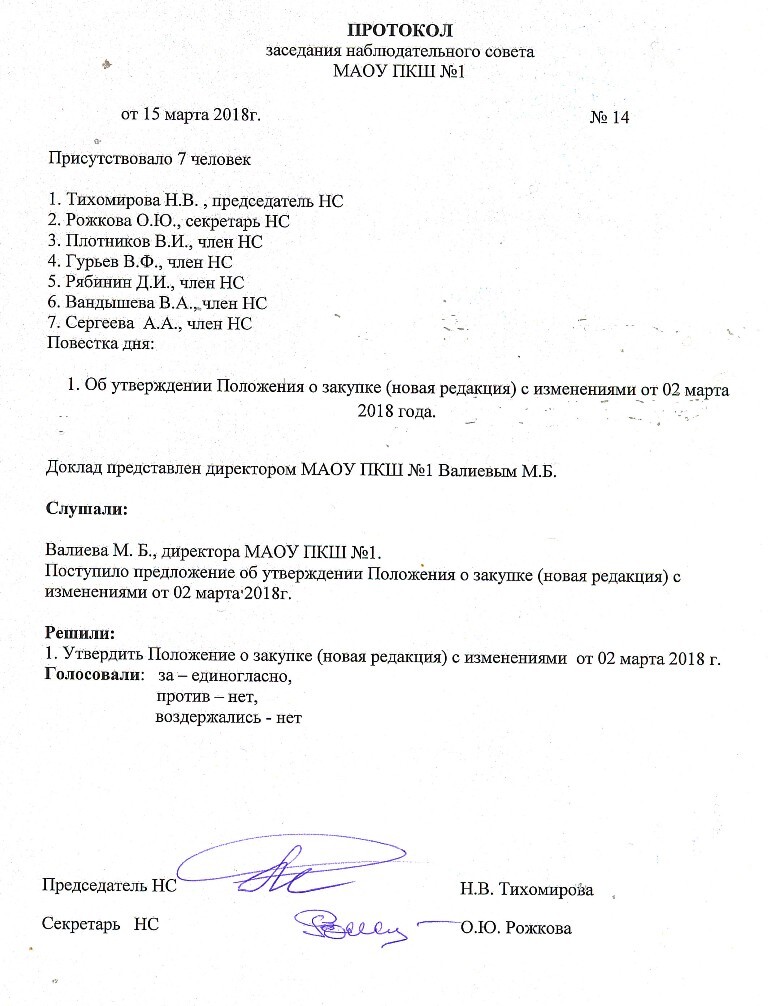 ПРОТОКОЛ
заседания наблюдательного совета
МАОУ ПКШ №1
от 15 марта 2018г. № 14
Присутствовало 7 человек
1. Тихомирова Н.В. , председатель НС
2. Рожкова О.Ю., секретарь НС
3. Плотников В.И., член НС
4. Гурьев В.Ф., член НС
5. Рябинин Д.И., член НС
6. Вандышева В.А., член НС
7. Сергеева А.А., член НС
Повестка дня:
1. Об утверждении Положения о закупке (новая редакция) с изменениями от 02 марта
2018 года.
Доклад представлен директором МАОУ ПКШ №1 Валиевым М.Б.
Слушали:
Валиева М. Б., директора МАОУ ПКШ №1.
Поступило предложение об утверждении Положения о закупке (новая редакция) с
изменениями от 02 марта 2018г.
Решили:
1. Утвердить Положение о закупке (новая редакция) с изменениями от 02 марта 2018 г.
Голосовали: за – единогласно,
против – нет,
воздержались - нет
Председатель НС Н.В. Тихомирова
Секретарь НС О.Ю. Рожкова